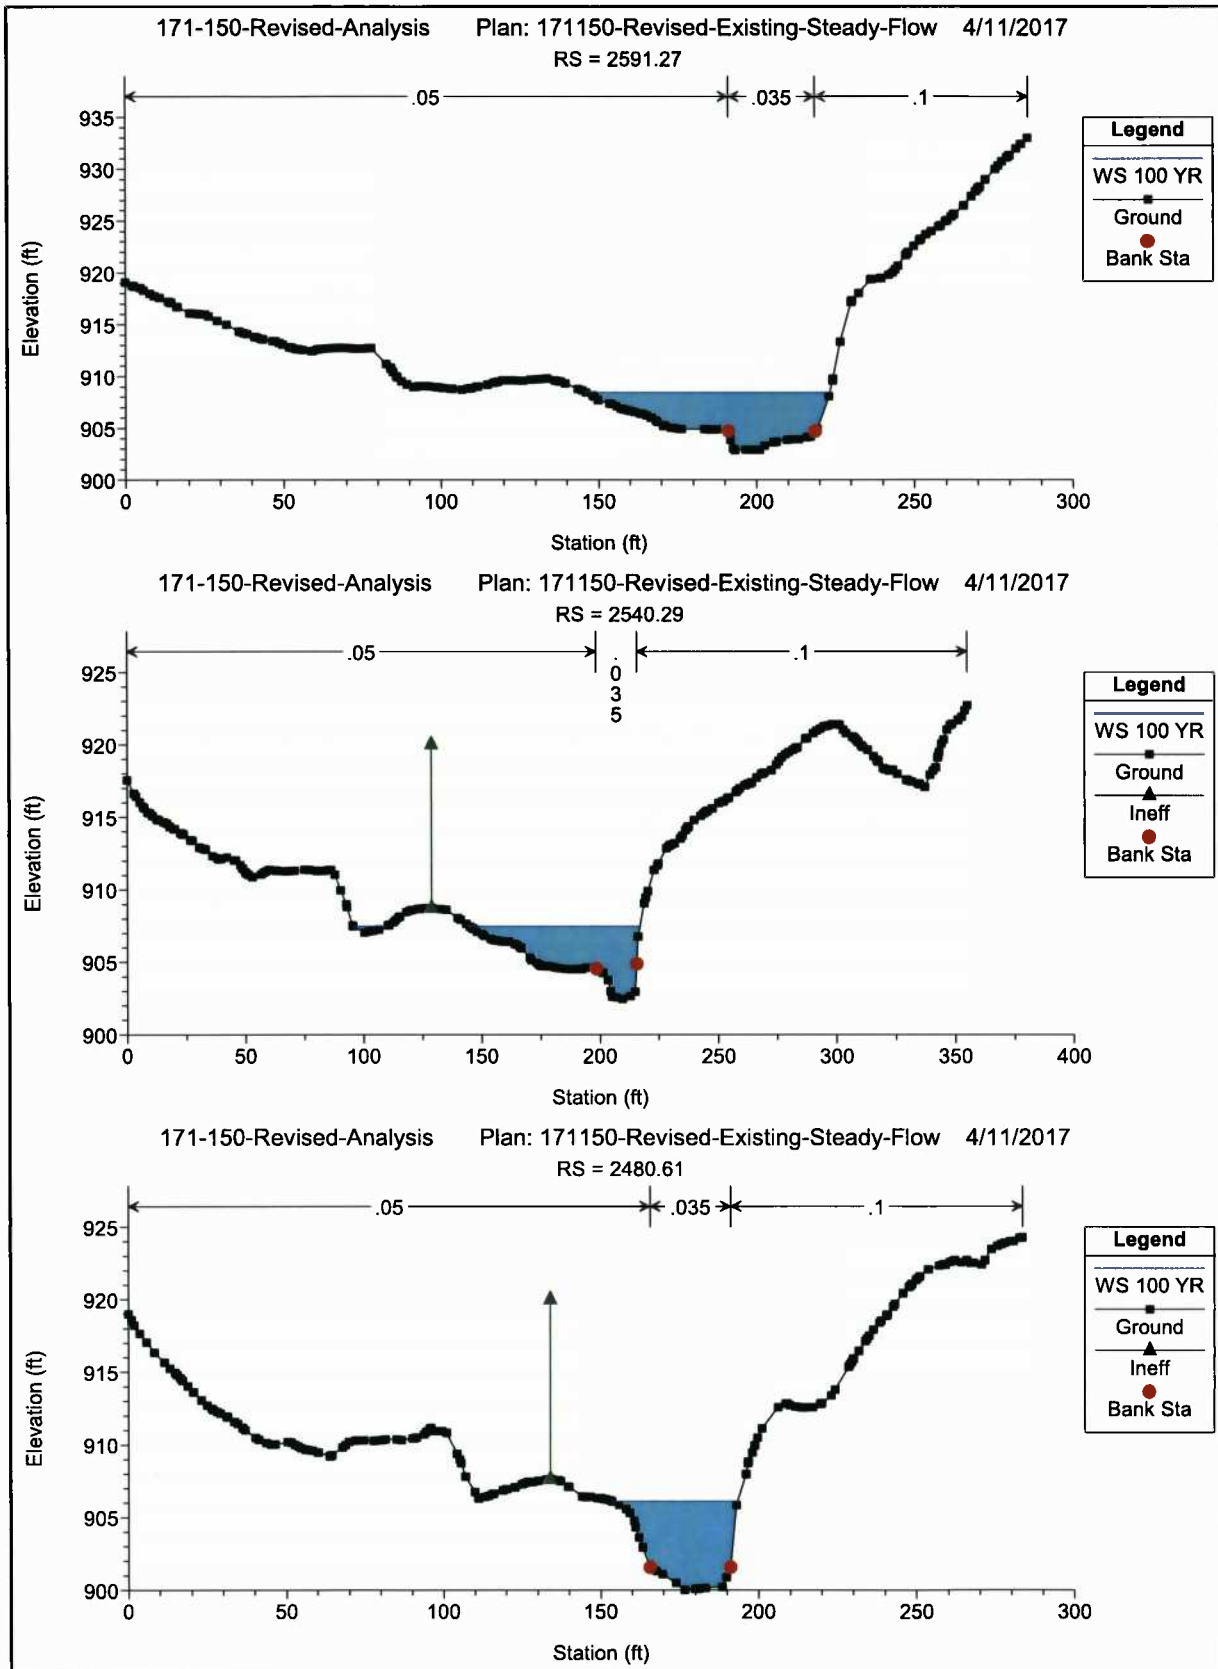 171-150-Revised-Analysis Plan: 171150-Revised-Existing-Steady-Flow 4/11/2017
RS = 2591.27
.05 .035 .1
935
930
925
920
915
910
905
900
Elevation (ft)
0 50 100 150 200 250 300
Station (ft)
Legend
WS 100 YR
Ground
Bank Sta
171-150-Revised-Analysis Plan: 171150-Revised-Existing-Steady-Flow 4/11/2017
RS = 2540.29
.05 .035 .1
925
920
915
910
905
900
Elevation (ft)
0 50 100 150 200 250 300 350 400
Station (ft)
Legend
WS 100 YR
Ground
Ineff
Bank Sta
171-150-Revised-Analysis Plan: 171150-Revised-Existing-Steady-Flow 4/11/2017
RS = 2480.61
.05 .035 .1
925
920
915
910
905
900
Elevation (ft)
0 50 100 150 200 250 300
Station (ft)
Legend
WS 100 YR
Ground
Ineff
Bank Sta